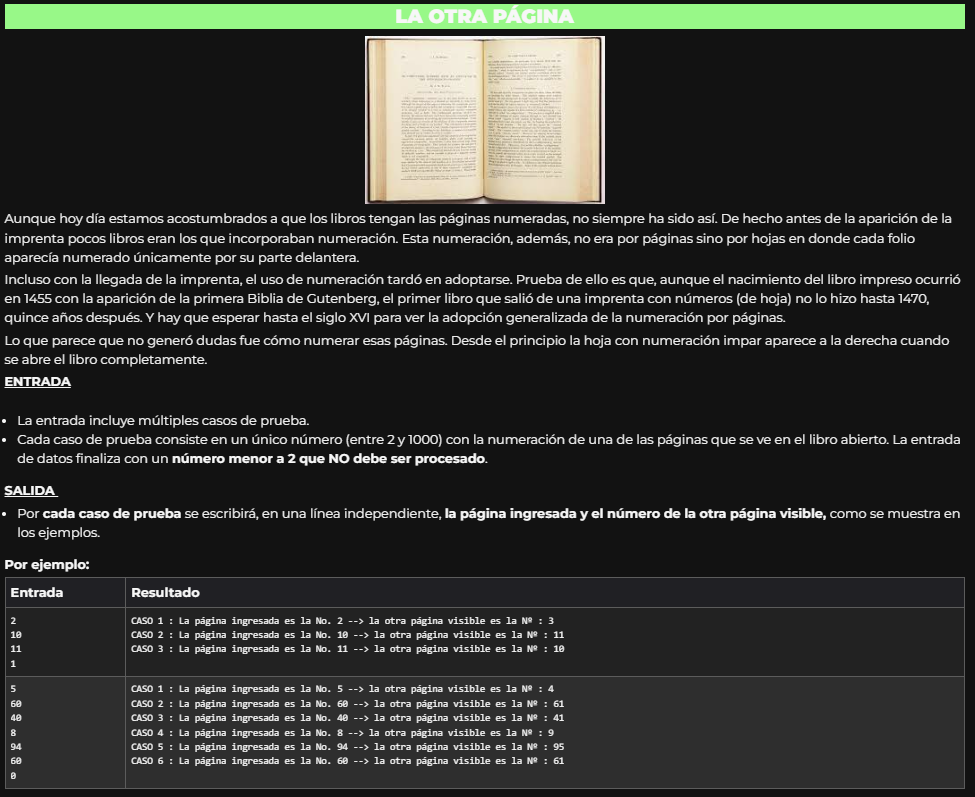 LA OTRA PÁGINA
Aunque hoy día estamos acostumbrados a que los libros tengan las páginas numeradas, no siempre ha sido así. De hecho antes de la aparición de la
imprenta pocos libros eran los que incorporaban numeración. Esta numeración, además, no era por páginas sino por hojas en donde cada folio
aparecía numerado únicamente por su parte delantera.
Incluso con la llegada de la imprenta, el uso de numeración tardó en adoptarse. Prueba de ello es que, aunque el nacimiento del libro impreso ocurrió
en 1455 con la aparición de la primera Biblia de Gutenberg, el primer libro que salió de una imprenta con números (de hoja) no lo hizo hasta 1470,
quince años después. Y hay que esperar hasta el siglo XVI para ver la adopción generalizada de la numeración por páginas.
Lo que parece que no generó dudas fue cómo numerar esas páginas. Desde el principio la hoja con numeración impar aparece a la derecha cuando
se abre el libro completamente.
ENTRADA
• La entrada incluye múltiples casos de prueba.
• Cada caso de prueba consiste en un único número (entre 2 y 1000) con la numeración de una de las páginas que se ve en el libro abierto. La entrada
de datos finaliza con un número menor a 2 que NO debe ser procesado.
SALIDA
• Por cada caso de prueba se escribirá, en una línea independiente, la página ingresada y el número de la otra página visible, como se muestra en
los ejemplos.
Por ejemplo:
Entrada Resultado
2 CASO 1 : La página ingresada es la No. 2 --> la otra página visible es la Nº : 3
10 CASO 2 : La página ingresada es la No. 10 --> la otra página visible es la Nº : 11
11 CASO 3 : La página ingresada es la No. 11 --> la otra página visible es la Nº : 10
1
5 CASO 1 : La página ingresada es la No. 5 --> la otra página visible es la Nº : 4
60 CASO 2 : La página ingresada es la No. 60 --> la otra página visible es la Nº : 61
40 CASO 3 : La página ingresada es la No. 40 --> la otra página visible es la Nº : 41
8 CASO 4 : La página ingresada es la No. 8 --> la otra página visible es la Nº : 9
94 CASO 5 : La página ingresada es la No. 94 --> la otra página visible es la Nº : 95
60 CASO 6 : La página ingresada es la No. 60 --> la otra página visible es la Nº : 61
0